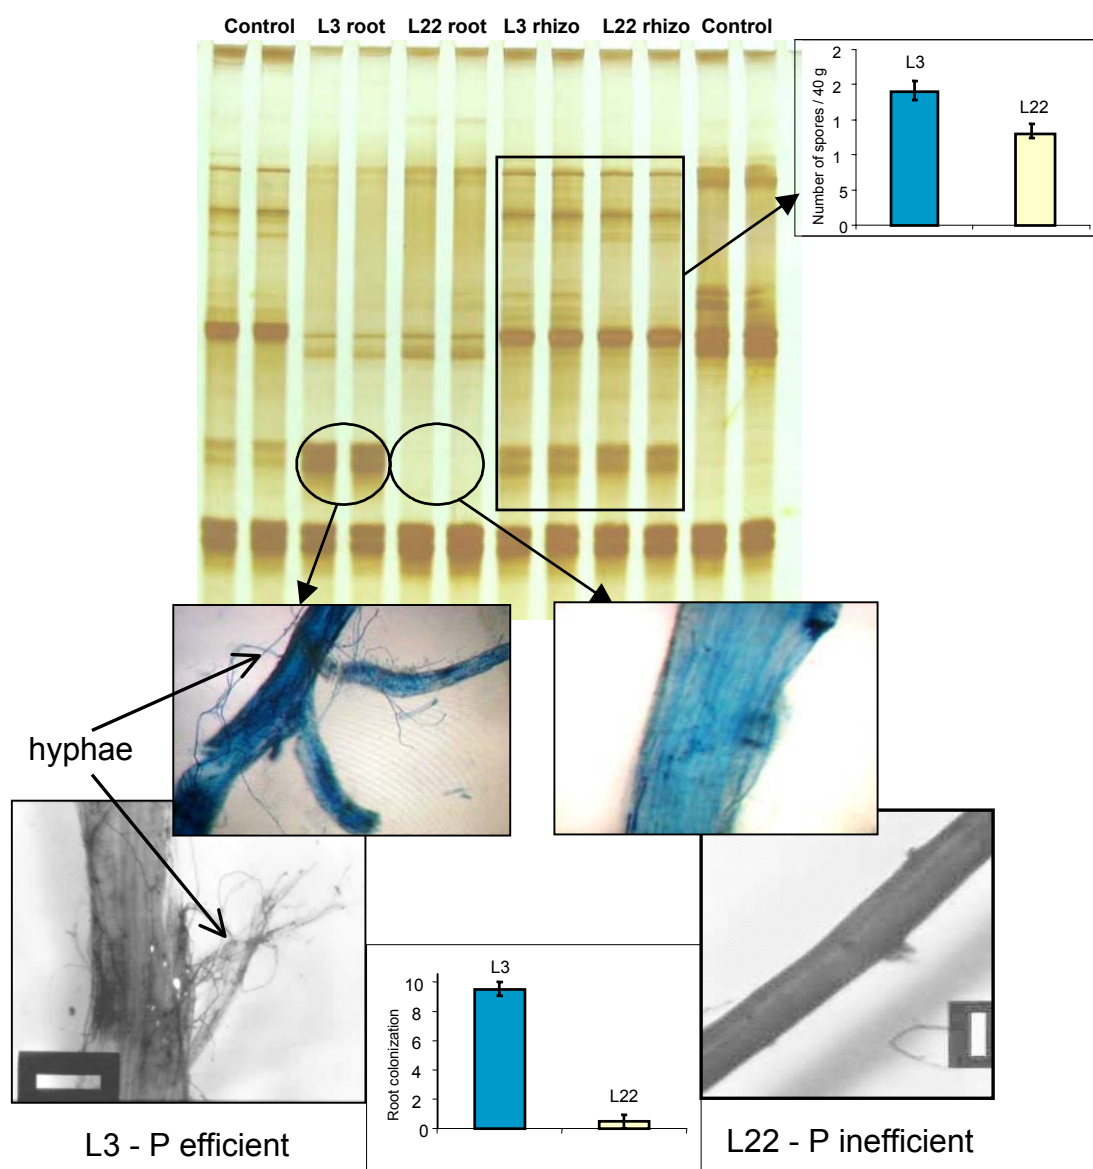 Control L3 root L22 root L3 rhizo L22 rhizo Control
Number of spores / 40 g
2
2
1
1
5
0
L3
L22
hyphae
Root colonization
10
8
6
4
2
0
L3
L22
L3 - P efficient
L22 - P inefficient